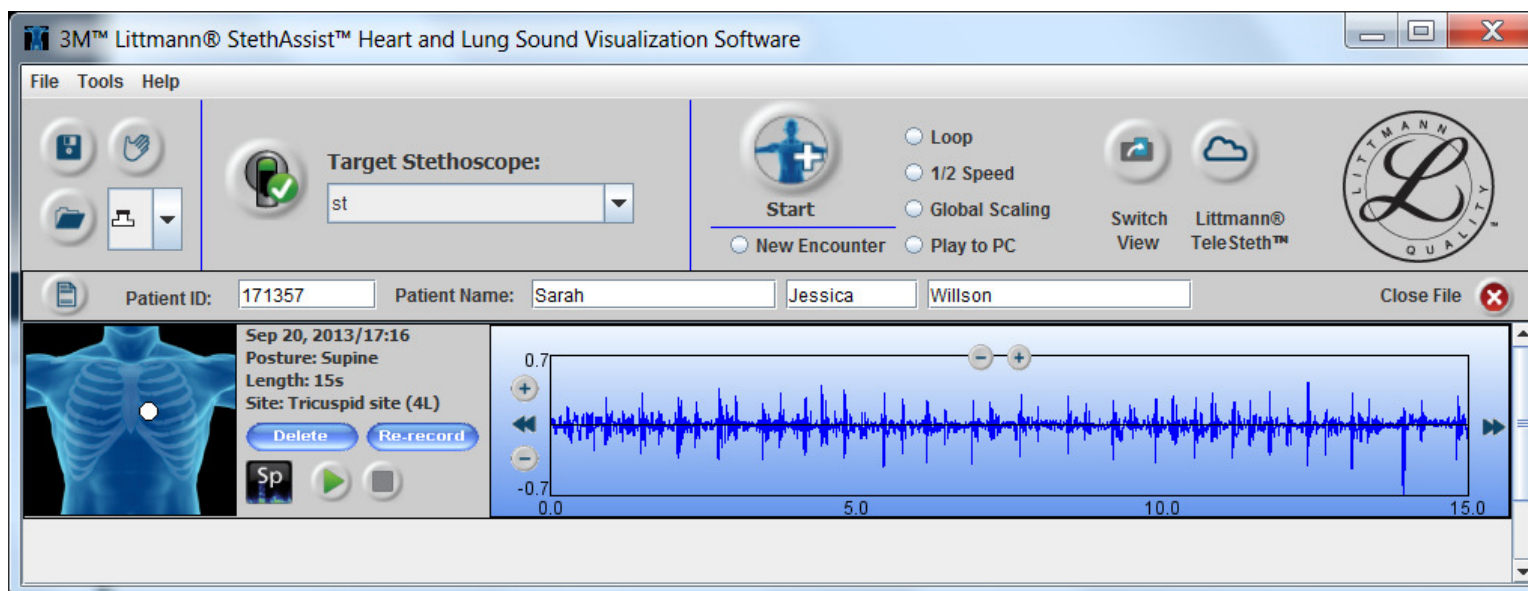 3M™ Littmann® StethAssist™ Heart and Lung Sound Visualization Software
File Tools Help
Target Stethoscope:
st
Start
New Encounter
Loop
1/2 Speed
Global Scaling
Play to PC
Switch
View
Littmann®
TeleSteth™
LITTMANN
L
QUALITY™
Patient ID: 171357 Patient Name: Sarah Jessica Willson Close File
Sep 20, 2013/17:16
Posture: Supine
Length: 15s
Site: Tricuspid site (4L)
Delete Re-record
Sp
0.7
-0.7
0.0 5.0 10.0 15.0